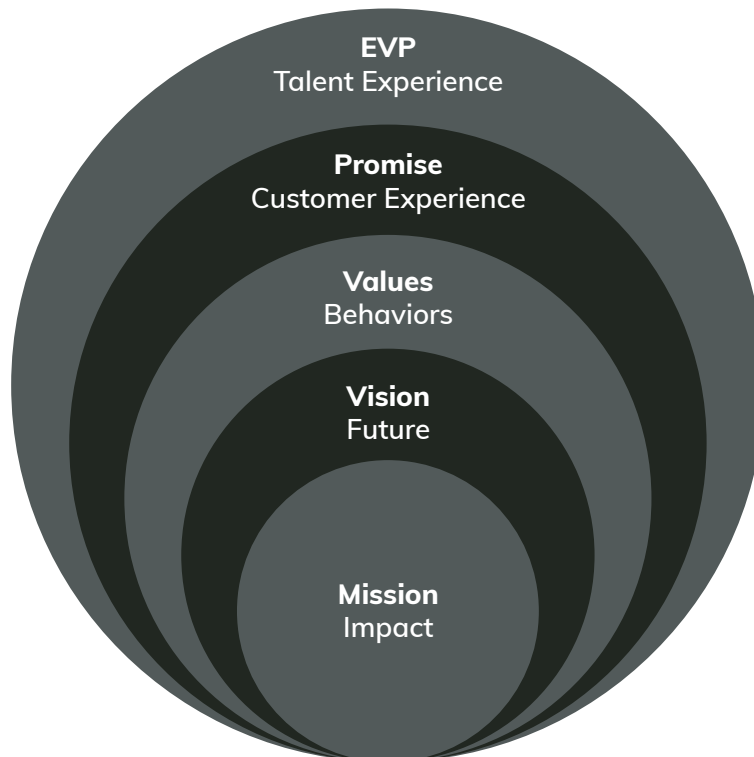 EVP
Talent Experience
Promise
Customer Experience
Values
Behaviors
Vision
Future
Mission
Impact